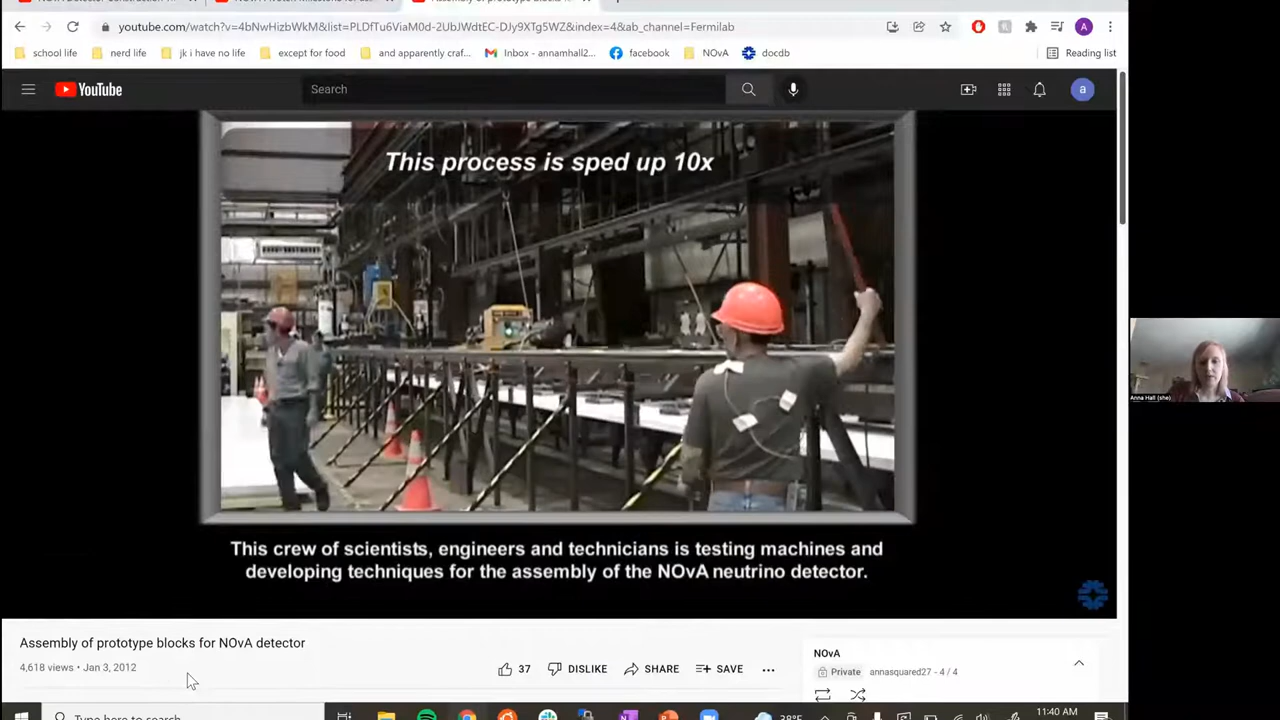 youtube.com/watch?v=4bNwHizbWkM&list=PLDfTu6ViaM0d-2UbJWdtEC-DJy9XTg5WZ&index=4&ab_channel=Fermilab
A
school life
nerd life
jk i have no life
except for food
and apparently craf...
Inbox - annamhall2...
facebook
NOvA
docdb
Reading list
YouTube
Search
a
This process is sped up 10x
Anna Hall (she)
This crew of scientists, engineers and technicians is testing machines and
developing techniques for the assembly of the NOvA neutrino detector.
Assembly of prototype blocks for NOvA detector
4,618 views • Jan 3, 2012
37
DISLIKE
SHARE
SAVE
NOvA
Private
annasquared27 - 4 / 4
Type here to search
38°F
11:40 AM